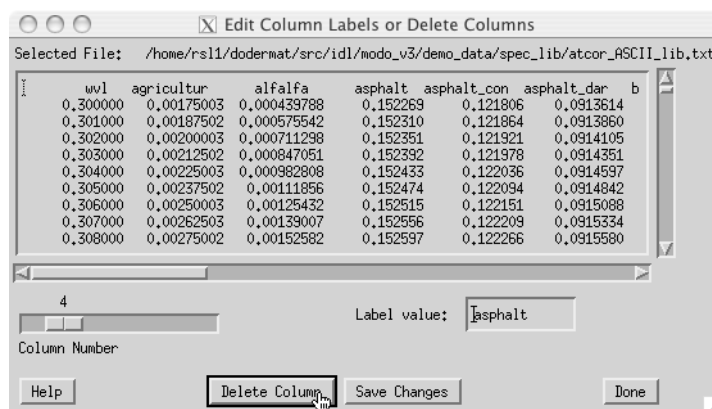 X Edit Column Labels or Delete Columns
Selected File: /home/rsl1/dodermat/src/idl/modo_v3/demo_data/spec_lib/atcor_ASCII_lib.txt
wvl agricultur alfalfa asphalt asphalt_con asphalt_dar b
0.300000 0.00175003 0.000439788 0.152269 0.121806 0.0913614
0.301000 0.00187502 0.000575542 0.152310 0.121864 0.0913860
0.302000 0.00200003 0.000711298 0.152351 0.121921 0.0914105
0.303000 0.00212502 0.000847051 0.152392 0.121978 0.0914351
0.304000 0.00225003 0.000982808 0.152433 0.122036 0.0914597
0.305000 0.00237502 0.00111856 0.152474 0.122094 0.0914842
0.306000 0.00250003 0.00125432 0.152515 0.122151 0.0915088
0.307000 0.00262503 0.00139007 0.152556 0.122209 0.0915334
0.308000 0.00275002 0.00152582 0.152597 0.122266 0.0915580
4
Label value: asphalt
Column Number
Help Delete Column Save Changes Done